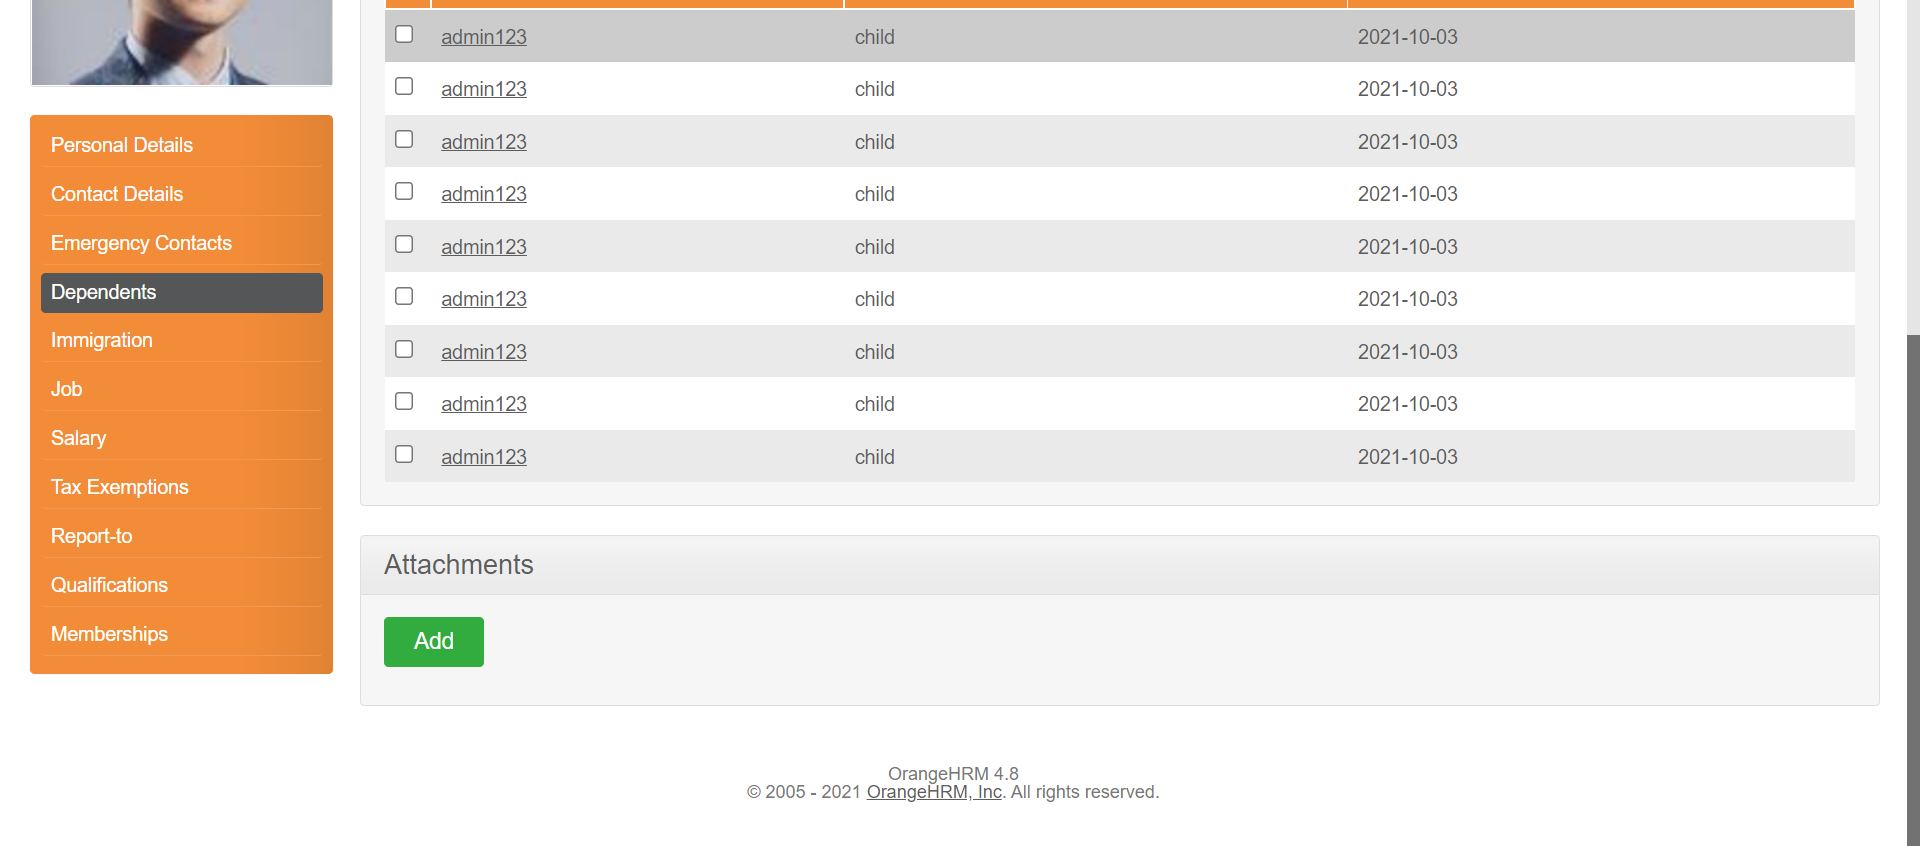 Personal Details
Contact Details
Emergency Contacts
Dependents
Immigration
Job
Salary
Tax Exemptions
Report-to
Qualifications
Memberships
admin123 child 2021-10-03
admin123 child 2021-10-03
admin123 child 2021-10-03
admin123 child 2021-10-03
admin123 child 2021-10-03
admin123 child 2021-10-03
admin123 child 2021-10-03
admin123 child 2021-10-03
admin123 child 2021-10-03
Attachments
Add
OrangeHRM 4.8
© 2005 - 2021 OrangeHRM, Inc. All rights reserved.